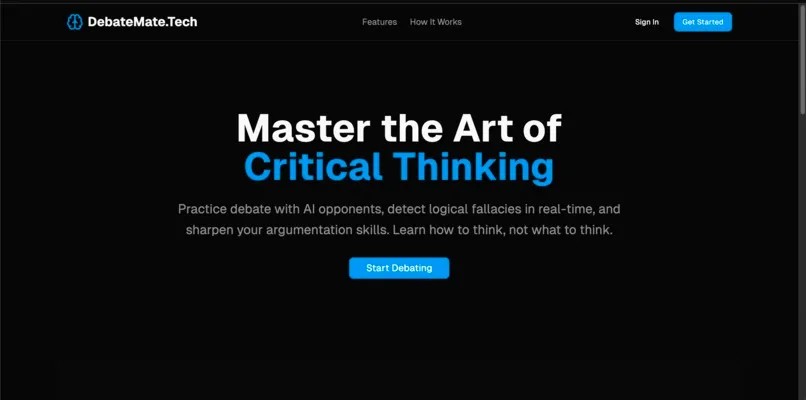 DebateMate.Tech
Features
How It Works
Sign In
Get Started
Master the Art of
Critical Thinking
Practice debate with AI opponents, detect logical fallacies in real-time, and
sharpen your argumentation skills. Learn how to think, not what to think.
Start Debating